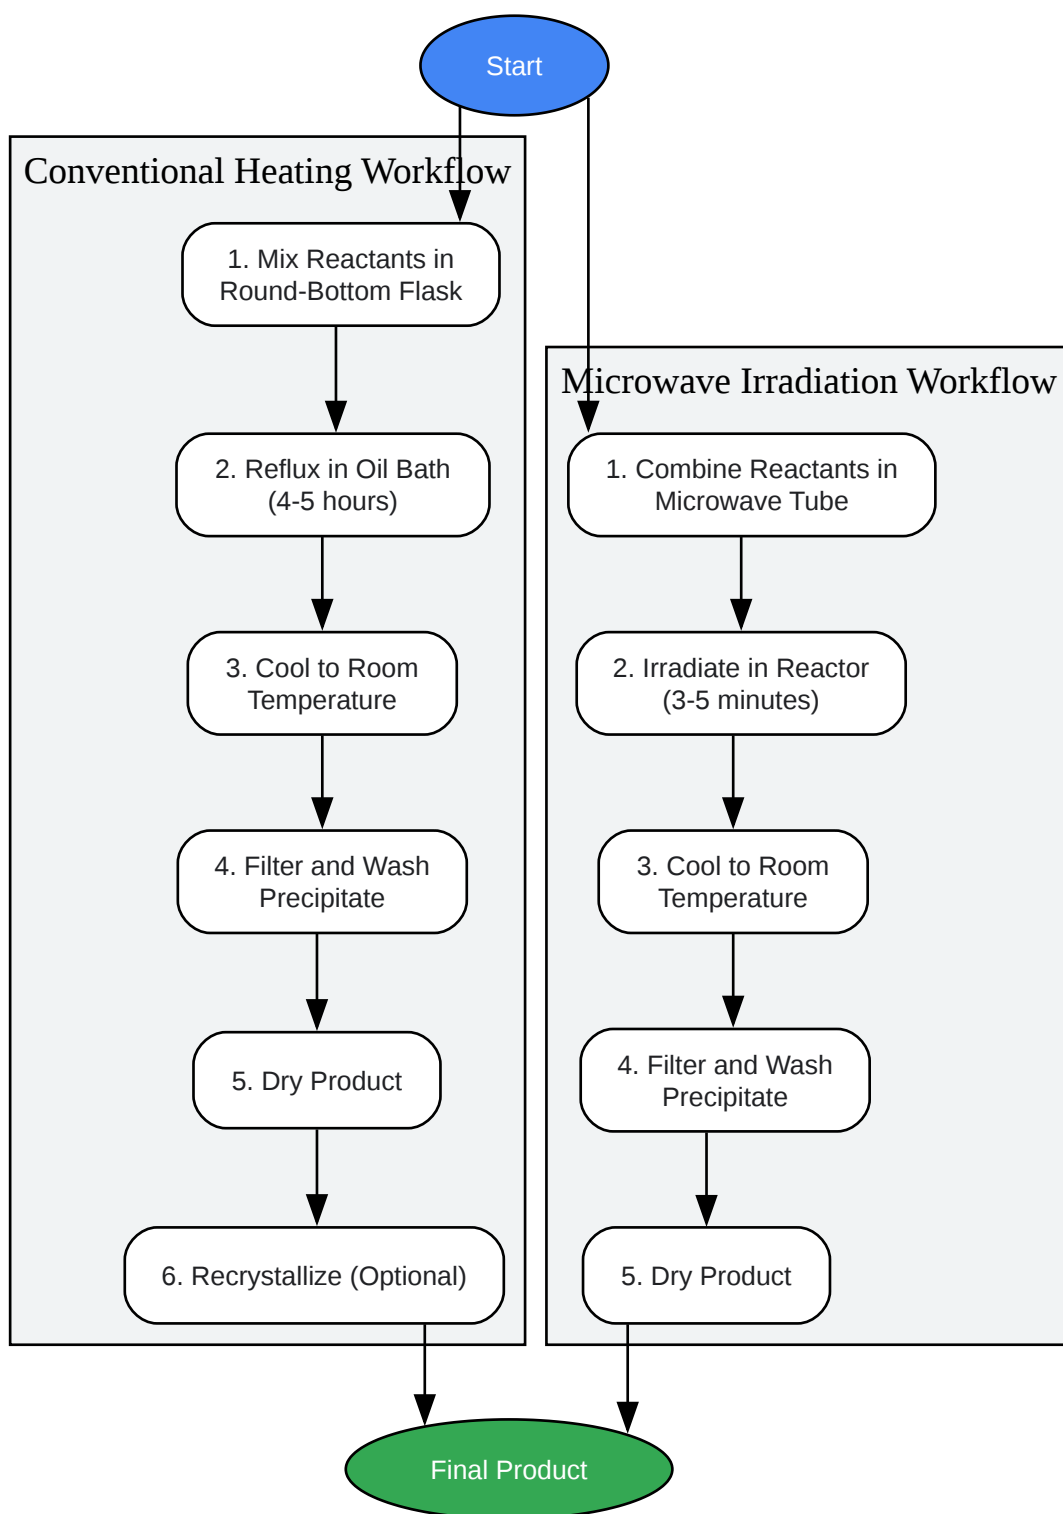 Start
Conventional Heating Workflow
1. Mix Reactants in
Round-Bottom Flask
2. Reflux in Oil Bath
(4-5 hours)
3. Cool to Room
Temperature
4. Filter and Wash
Precipitate
5. Dry Product
6. Recrystallize (Optional)
Microwave Irradiation Workflow
1. Combine Reactants in
Microwave Tube
2. Irradiate in Reactor
(3-5 minutes)
3. Cool to Room
Temperature
4. Filter and Wash
Precipitate
5. Dry Product
Final Product